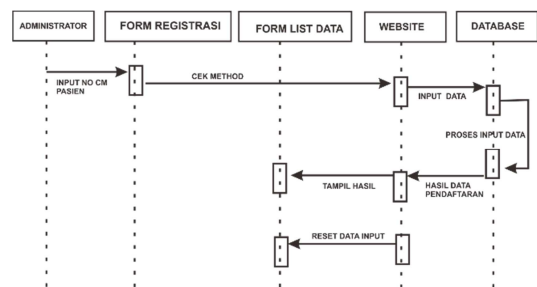 ADMINISTRATOR
FORM REGISTRASI
FORM LIST DATA
WEBSITE
DATABASE
INPUT NO CM
PASIEN
CEK METHOD
INPUT DATA
PROSES INPUT DATA
TAMPIL HASIL
HASIL DATA
PENDAFTARAN
RESET DATA INPUT